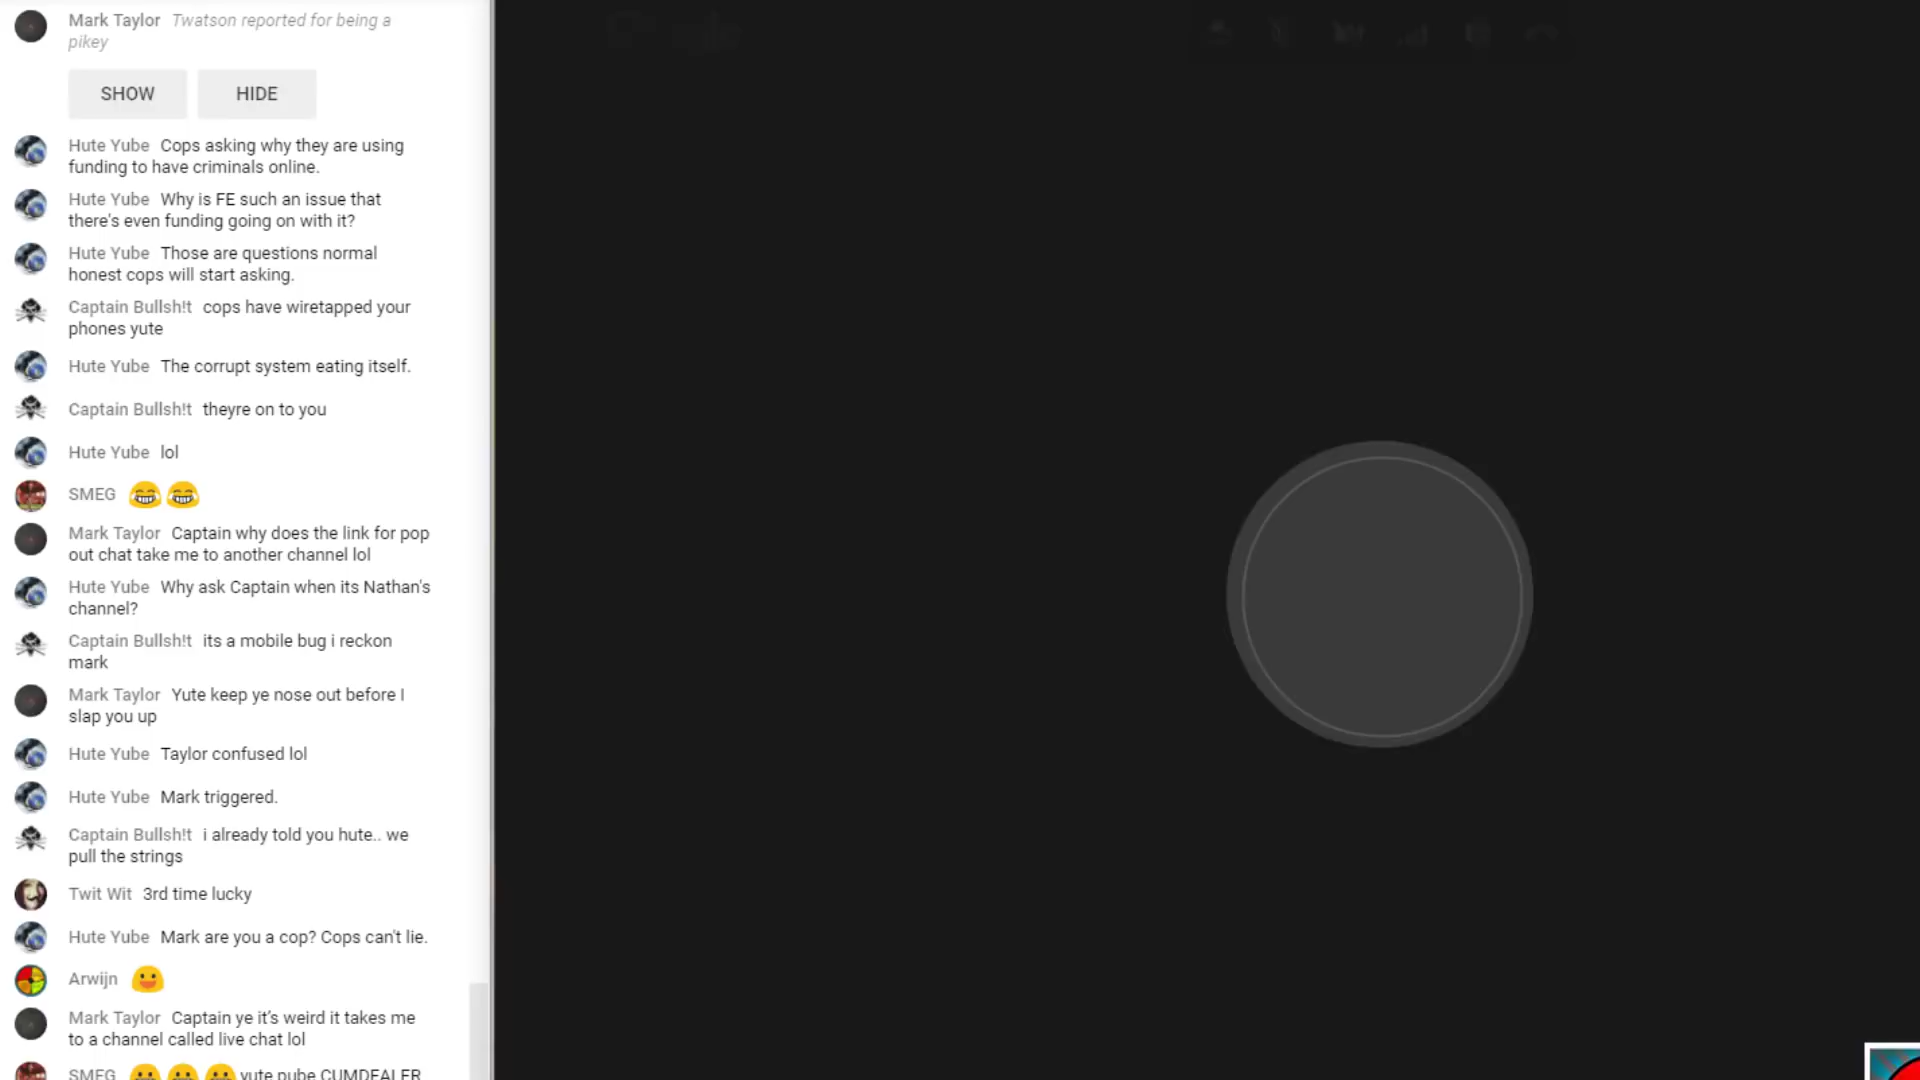 Mark Taylor Twatson reported for being a
pikey
SHOW HIDE
Hute Yube Cops asking why they are using
funding to have criminals online.
Hute Yube Why is FE such an issue that
there's even funding going on with it?
Hute Yube Those are questions normal
honest cops will start asking.
Captain Bullsh!t cops have wiretapped your
phones yute
Hute Yube The corrupt system eating itself.
Captain Bullsh!t theyre on to you
Hute Yube lol
SMEG 😂😂
Mark Taylor Captain why does the link for pop
out chat take me to another channel lol
Hute Yube Why ask Captain when its Nathan's
channel?
Captain Bullsh!t its a mobile bug i reckon
mark
Mark Taylor Yute keep ye nose out before I
slap you up
Hute Yube Taylor confused lol
Hute Yube Mark triggered.
Captain Bullsh!t i already told you hute.. we
pull the strings
Twit Wit 3rd time lucky
Hute Yube Mark are you a cop? Cops can't lie.
Arwijn 😃
Mark Taylor Captain ye it's weird it takes me
to a channel called live chat lol
SMEG yute pube CUMDEALER